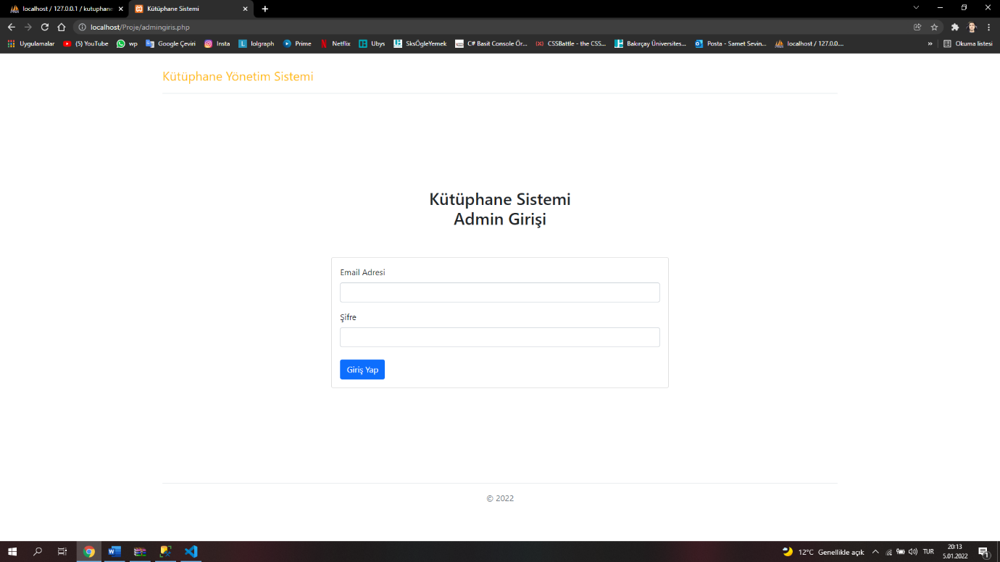 localhost / 127.0.0.1 / kutuphane
Kütüphane Sistemi
localhost/Proje/admingiris.php
Uygulamalar (5) YouTube wp Google Çeviri Insta lolgraph Prime Netflix Ubys SksÖgleYemek C# Basit Console Ör... CSSBattle - the CSS... Bakırçay Üniversites... Posta - Samet Sevin... localhost / 127.0.0.... » Okuma listesi
Kütüphane Yönetim Sistemi
Kütüphane Sistemi
Admin Girişi
Email Adresi
Şifre
Giriş Yap
© 2022
12°C Genellikle açık TUR 20:13
5.01.2022
1